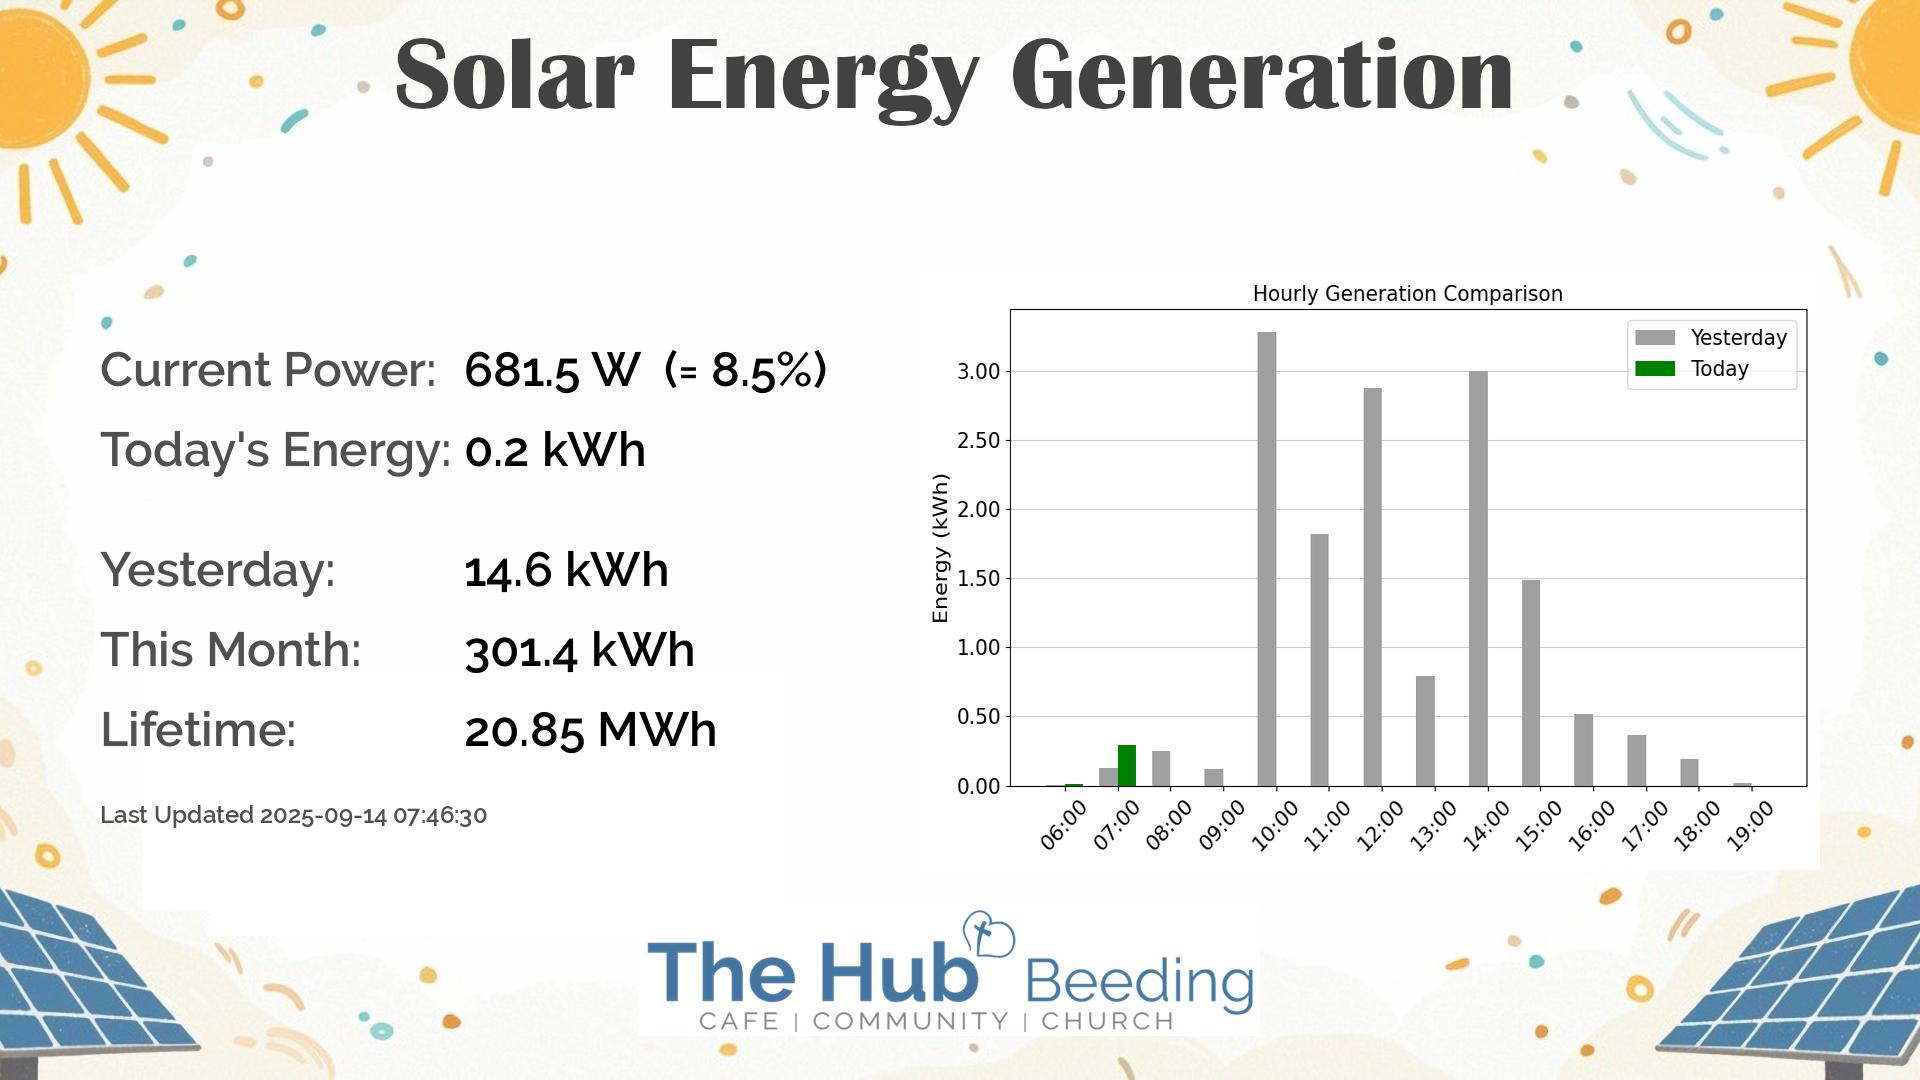 Solar Energy Generation
Current Power: 681.5 W (= 8.5%)
Today's Energy: 0.2 kWh
Yesterday: 14.6 kWh
This Month: 301.4 kWh
Lifetime: 20.85 MWh
Last Updated 2025-09-14 07:46:30
Hourly Generation Comparison
Yesterday
Today
Energy (kWh)
3.00
2.50
2.00
1.50
1.00
0.50
0.00
06:00 07:00 08:00 09:00 10:00 11:00 12:00 13:00 14:00 15:00 16:00 17:00 18:00 19:00
The Hub Beeding
CAFE | COMMUNITY | CHURCH